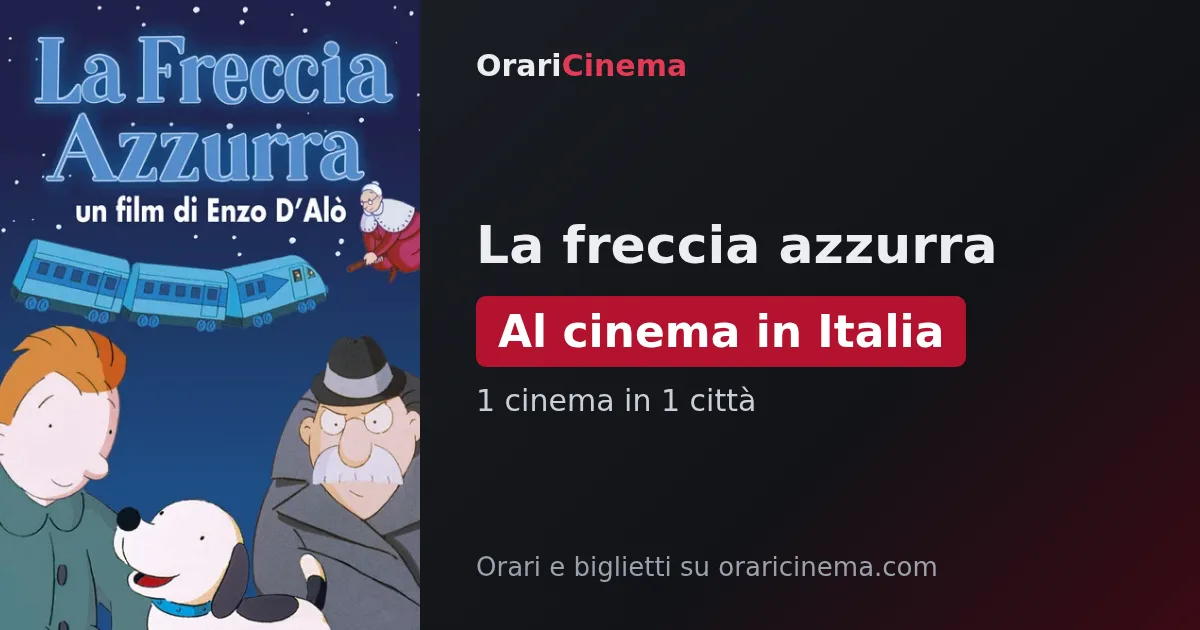 La Freccia
Azzurra
un film di Enzo D'Alò
OrariCinema
La freccia azzurra
Al cinema in Italia
1 cinema in 1 città
Orari e biglietti su oraricinema.com